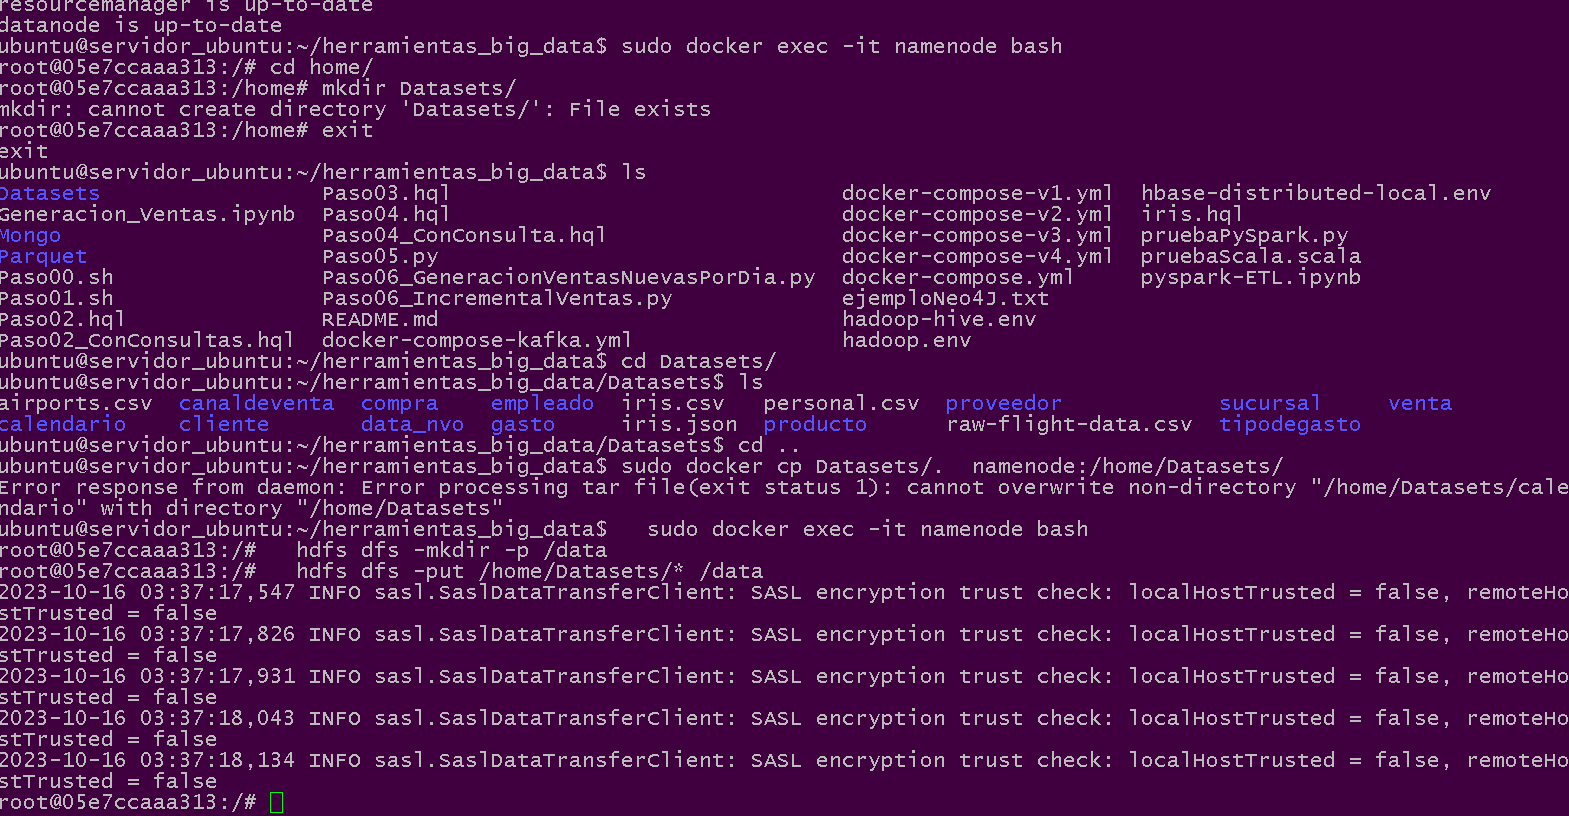 resourcemanager is up-to-date
datanode is up-to-date
ubuntu@servidor_ubuntu:~/herramientas_big_data$ sudo docker exec -it namenode bash
root@05e7ccaaa313:/# cd home/
root@05e7ccaaa313:/home# mkdir Datasets/
mkdir: cannot create directory 'Datasets/': File exists
root@05e7ccaaa313:/home# exit
exit
ubuntu@servidor_ubuntu:~/herramientas_big_data$ ls
Datasets Paso03.hql docker-compose-v1.yml hbase-distributed-local.env
Generacion_Ventas.ipynb Paso04.hql docker-compose-v2.yml iris.hql
Mongo Paso04_ConConsulta.hql docker-compose-v3.yml pruebaPySpark.py
Parquet Paso05.py docker-compose-v4.yml pruebaScala.scala
Paso00.sh Paso06_GeneracionVentasNuevasPorDia.py docker-compose.yml pyspark-ETL.ipynb
Paso01.sh Paso06_IncrementalVentas.py ejemploNeo4J.txt
Paso02.hql README.md hadoop-hive.env
Paso02_ConConsultas.hql docker-compose-kafka.yml hadoop.env
ubuntu@servidor_ubuntu:~/herramientas_big_data$ cd Datasets/
ubuntu@servidor_ubuntu:~/herramientas_big_data/Datasets$ ls
airports.csv canaldeventa compra empleado iris.csv personal.csv proveedor sucursal venta
calendario cliente data_nvo gasto iris.json producto raw-flight-data.csv tipodegasto
ubuntu@servidor_ubuntu:~/herramientas_big_data/Datasets$ cd ..
ubuntu@servidor_ubuntu:~/herramientas_big_data$ sudo docker cp Datasets/. namenode:/home/Datasets/
Error response from daemon: Error processing tar file(exit status 1): cannot overwrite non-directory "/home/Datasets/cale
ndario" with directory "/home/Datasets"
ubuntu@servidor_ubuntu:~/herramientas_big_data$ sudo docker exec -it namenode bash
root@05e7ccaaa313:/# hdfs dfs -mkdir -p /data
root@05e7ccaaa313:/# hdfs dfs -put /home/Datasets/* /data
2023-10-16 03:37:17,547 INFO sasl.SaslDataTransferClient: SASL encryption trust check: localHostTrusted = false, remoteHo
stTrusted = false
2023-10-16 03:37:17,826 INFO sasl.SaslDataTransferClient: SASL encryption trust check: localHostTrusted = false, remoteHo
stTrusted = false
2023-10-16 03:37:17,931 INFO sasl.SaslDataTransferClient: SASL encryption trust check: localHostTrusted = false, remoteHo
stTrusted = false
2023-10-16 03:37:18,043 INFO sasl.SaslDataTransferClient: SASL encryption trust check: localHostTrusted = false, remoteHo
stTrusted = false
2023-10-16 03:37:18,134 INFO sasl.SaslDataTransferClient: SASL encryption trust check: localHostTrusted = false, remoteHo
stTrusted = false
root@05e7ccaaa313:/#